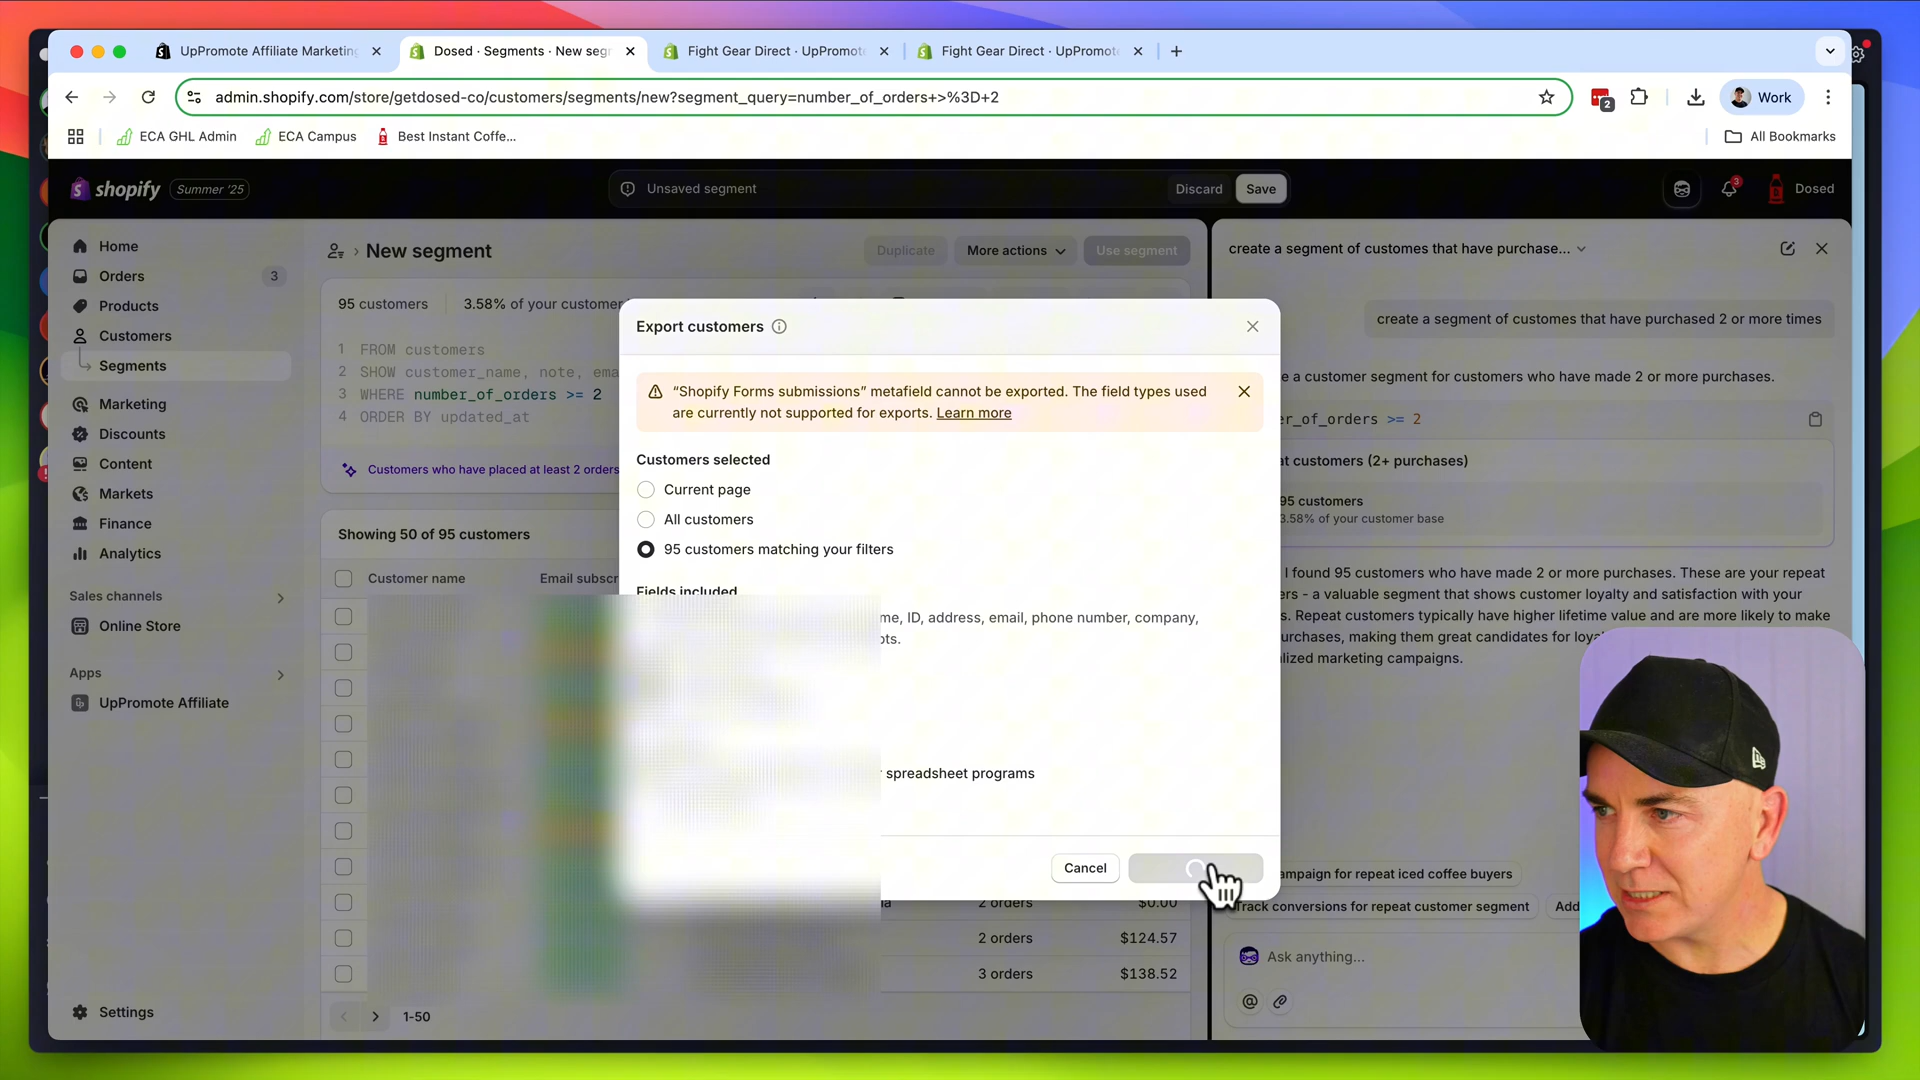 UpPromote Affiliate Marketing
Dosed · Segments · New seg
Fight Gear Direct · UpPromote
Fight Gear Direct · UpPromote
admin.shopify.com/store/getdosed-co/customers/segments/new?segment_query=number_of_orders+>%3D+2
2
Work
ECA GHL Admin
ECA Campus
Best Instant Coffe...
All Bookmarks
shopify
Summer '25
Unsaved segment
Discard
Save
3
Dosed
Home
Orders
3
Products
Customers
Segments
Marketing
Discounts
Content
Markets
Finance
Analytics
Sales channels
Online Store
Apps
UpPromote Affiliate
Settings
New segment
Duplicate
More actions
Use segment
95 customers
3.58% of your customer
1 FROM customers
2 SHOW customer_name, note, ema
3 WHERE number_of_orders >= 2
4 ORDER BY updated_at
Customers who have placed at least 2 orders
Showing 50 of 95 customers
Customer name
Email subscr
2 orders
$0.00
2 orders
$124.57
3 orders
$138.52
1-50
Export customers
“Shopify Forms submissions” metafield cannot be exported. The field types used
are currently not supported for exports. Learn more
Customers selected
Current page
All customers
95 customers matching your filters
Fields included
me, ID, address, email, phone number, company,
pts.
spreadsheet programs
Cancel
create a segment of customes that have purchase...
create a segment of customes that have purchased 2 or more times
e a customer segment for customers who have made 2 or more purchases.
er_of_orders >= 2
at customers (2+ purchases)
95 customers
3.58% of your customer base
I found 95 customers who have made 2 or more purchases. These are your repeat
ers - a valuable segment that shows customer loyalty and satisfaction with your
s. Repeat customers typically have higher lifetime value and are more likely to make
urchases, making them great candidates for loya
alized marketing campaigns.
ampaign for repeat iced coffee buyers
Track conversions for repeat customer segment
Add
Ask anything...